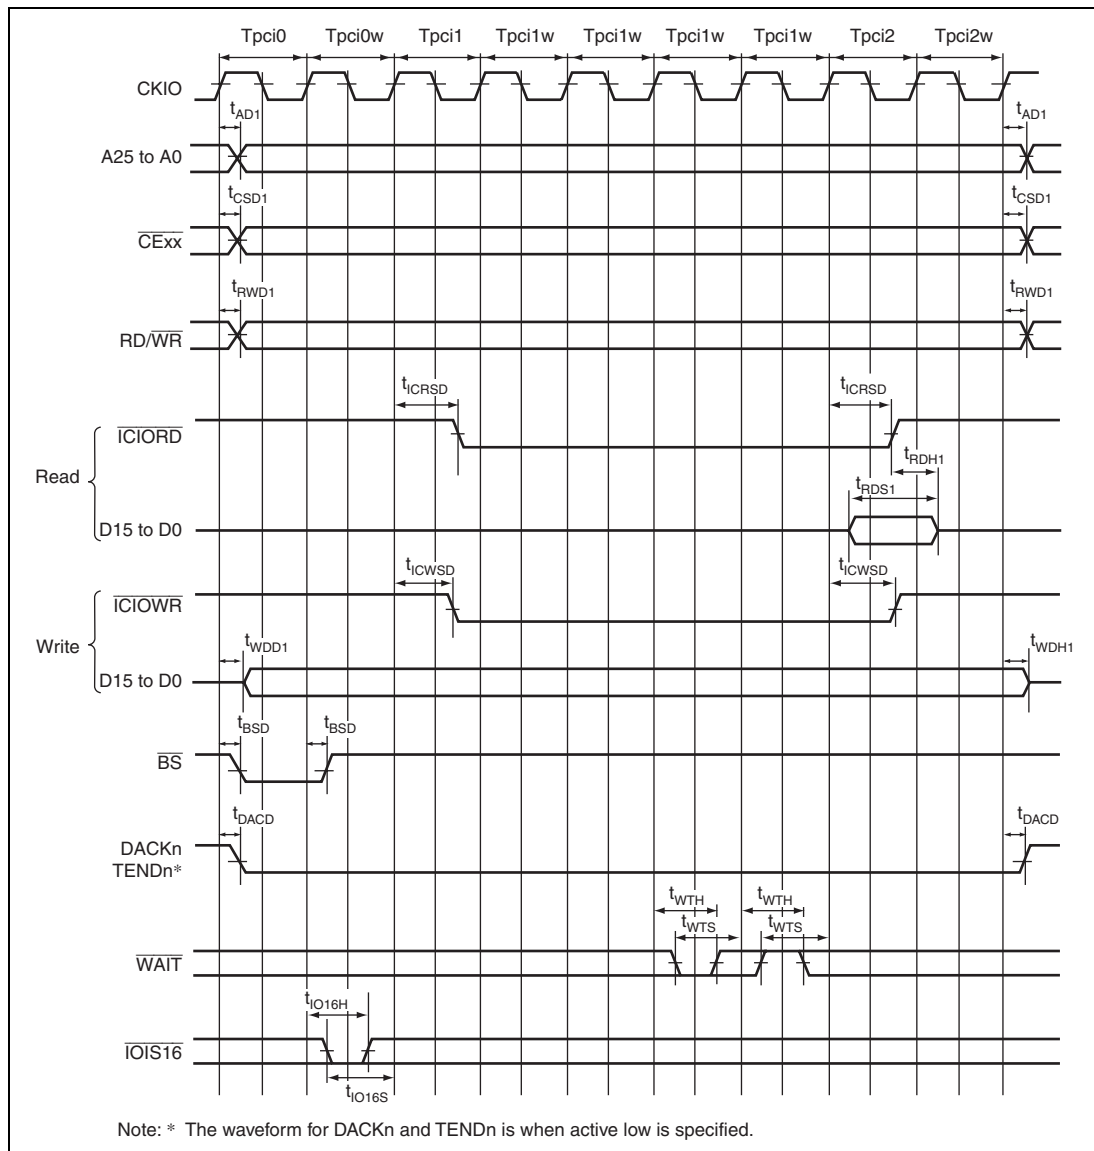 Tpci0 Tpci0w Tpci1 Tpci1w Tpci1w Tpci1w Tpci1w Tpci2 Tpci2w
CKIO
tAD1 tAD1
A25 to A0
tCSD1 tCSD1
CExx
tRWD1 tRWD1
RD/WR
tICRSD tICRSD
ICIORD
tRDH1
Read
tRDS1
D15 to D0
tICWSD tICWSD
ICIOWR
Write
tWDD1 tWDH1
D15 to D0
tBSD tBSD
BS
tDACD tDACD
DACKn
TENDn*
tWTH tWTH
tWTS tWTS
WAIT
tIO16H
IOIS16
tIO16S
Note: * The waveform for DACKn and TENDn is when active low is specified.